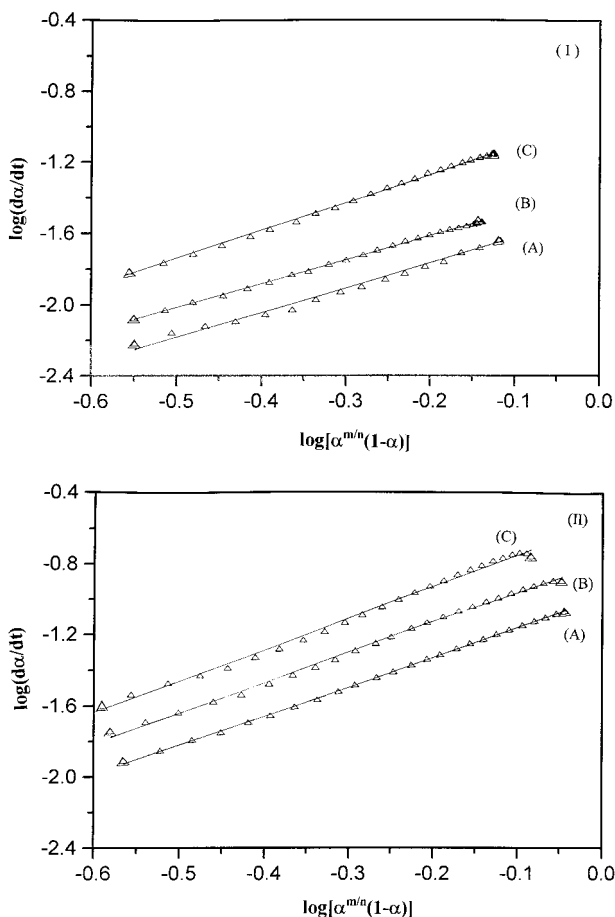 -0.4
( I )
-0.8
(C)
-1.2
log(dα/dt)
(B)
-1.6
(A)
-2.0
-2.4
-0.6 -0.5 -0.4 -0.3 -0.2 -0.1 0.0
log[α^m/n(1-α)]
-0.4
(II)
(C)
-0.8
(B)
-1.2
(A)
log(dα/dt)
-1.6
-2.0
-2.4
-0.6 -0.5 -0.4 -0.3 -0.2 -0.1 0.0
log[α^m/n(1-α)]